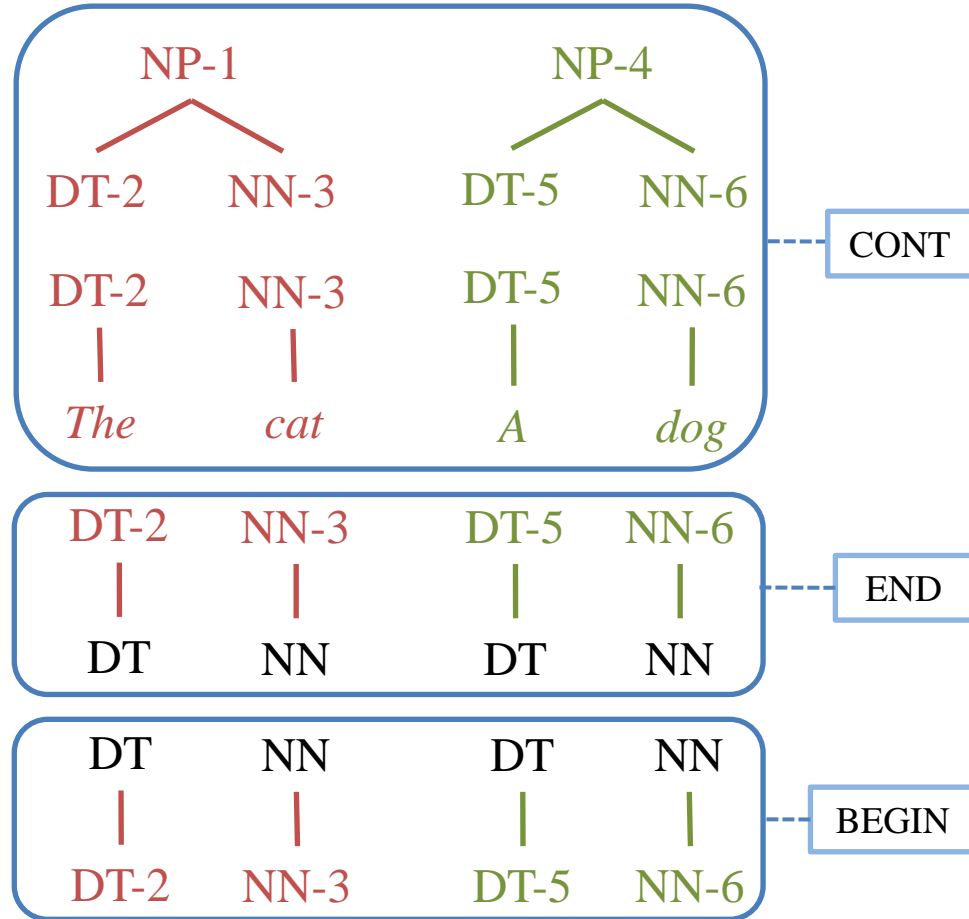 NP-1 NP-4
DT-2 NN-3 DT-5 NN-6
CONT
DT-2 NN-3 DT-5 NN-6
The cat A dog
DT-2 NN-3 DT-5 NN-6
END
DT NN DT NN
DT NN DT NN
BEGIN
DT-2 NN-3 DT-5 NN-6